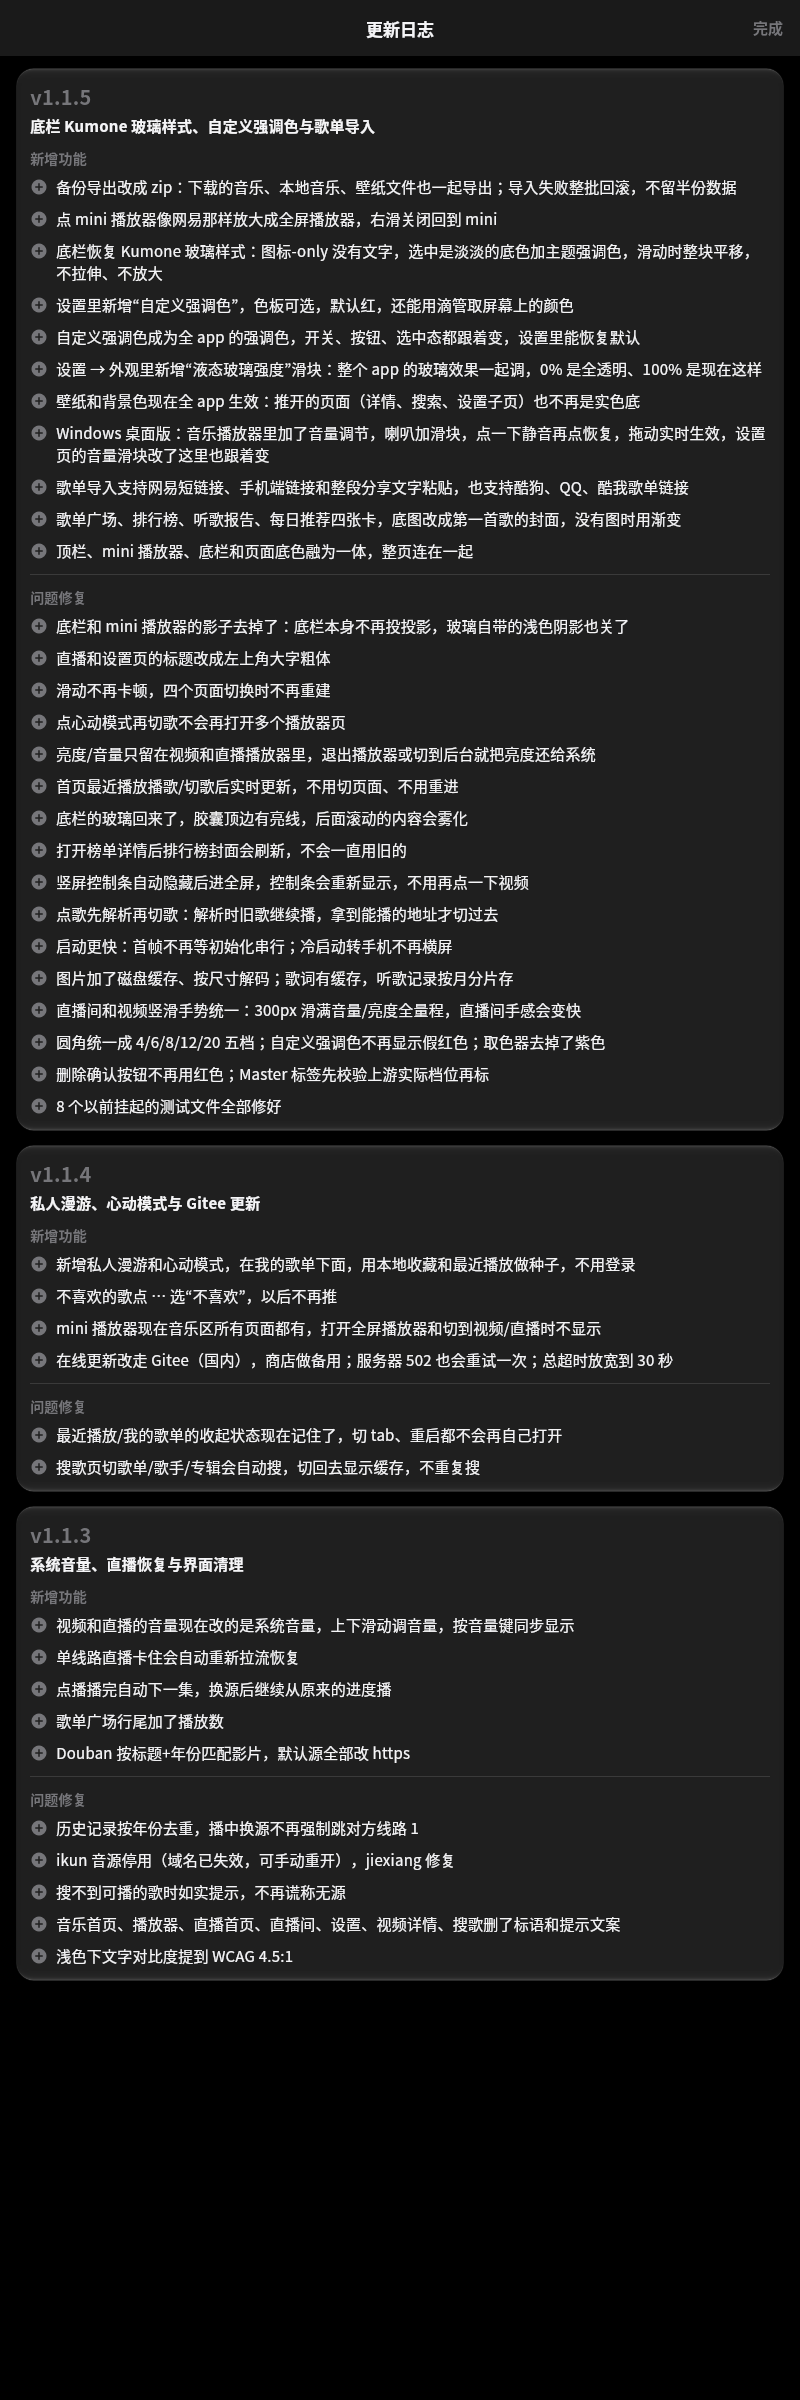 更新日志
完成
v1.1.5
底栏 Kumone 玻璃样式、自定义强调色与歌单导入
新增功能
备份导出改成 zip：下载的音乐、本地音乐、壁纸文件也一起导出；导入失败整批回滚，不留半份数据
点 mini 播放器像网易那样放大成全屏播放器，右滑关闭回到 mini
底栏恢复 Kumone 玻璃样式：图标-only 没有文字，选中是淡淡的底色加主题强调色，滑动时整块平移，
不拉伸、不放大
设置里新增“自定义强调色”，色板可选，默认红，还能用滴管取屏幕上的颜色
自定义强调色成为全 app 的强调色，开关、按钮、选中态都跟着变，设置里能恢复默认
设置 → 外观里新增“液态玻璃强度”滑块：整个 app 的玻璃效果一起调，0% 是全透明、100% 是现在这样
壁纸和背景色现在全 app 生效：推开的页面（详情、搜索、设置子页）也不再是实色底
Windows 桌面版：音乐播放器里加了音量调节，喇叭加滑块，点一下静音再点恢复，拖动实时生效，设置
页的音量滑块改了这里也跟着变
歌单导入支持网易短链接、手机端链接和整段分享文字粘贴，也支持酷狗、QQ、酷我歌单链接
歌单广场、排行榜、听歌报告、每日推荐四张卡，底图改成第一首歌的封面，没有图时用渐变
顶栏、mini 播放器、底栏和页面底色融为一体，整页连在一起
问题修复
底栏和 mini 播放器的影子去掉了：底栏本身不再投投影，玻璃自带的浅色阴影也关了
直播和设置页的标题改成左上角大字粗体
滑动不再卡顿，四个页面切换时不再重建
点心动模式再切歌不会再打开多个播放器页
亮度/音量只留在视频和直播播放器里，退出播放器或切到后台就把亮度还给系统
首页最近播放播歌/切歌后实时更新，不用切页面、不用重进
底栏的玻璃回来了，胶囊顶边有亮线，后面滚动的内容会雾化
打开榜单详情后排行榜封面会刷新，不会一直用旧的
竖屏控制条自动隐藏后进全屏，控制条会重新显示，不用再点一下视频
点歌先解析再切歌：解析时旧歌继续播，拿到能播的地址才切过去
启动更快：首帧不再等初始化串行；冷启动转手机不再横屏
图片加了磁盘缓存、按尺寸解码；歌词有缓存，听歌记录按月分片存
直播间和视频竖滑手势统一：300px 滑满音量/亮度全量程，直播间手感会变快
圆角统一成 4/6/8/12/20 五档；自定义强调色不再显示假红色；取色器去掉了紫色
删除确认按钮不再用红色；Master 标签先校验上游实际档位再标
8 个以前挂起的测试文件全部修好
v1.1.4
私人漫游、心动模式与 Gitee 更新
新增功能
新增私人漫游和心动模式，在我的歌单下面，用本地收藏和最近播放做种子，不用登录
不喜欢的歌点 ⋯ 选“不喜欢”，以后不再推
mini 播放器现在音乐区所有页面都有，打开全屏播放器和切到视频/直播时不显示
在线更新改走 Gitee（国内），商店做备用；服务器 502 也会重试一次；总超时放宽到 30 秒
问题修复
最近播放/我的歌单的收起状态现在记住了，切 tab、重启都不会再自己打开
搜歌页切歌单/歌手/专辑会自动搜，切回去显示缓存，不重复搜
v1.1.3
系统音量、直播恢复与界面清理
新增功能
视频和直播的音量现在改的是系统音量，上下滑动调音量，按音量键同步显示
单线路直播卡住会自动重新拉流恢复
点播播完自动下一集，换源后继续从原来的进度播
歌单广场行尾加了播放数
Douban 按标题+年份匹配影片，默认源全部改 https
问题修复
历史记录按年份去重，播中换源不再强制跳对方线路 1
ikun 音源停用（域名已失效，可手动重开），jiexiang 修复
搜不到可播的歌时如实提示，不再谎称无源
音乐首页、播放器、直播首页、直播间、设置、视频详情、搜歌删了标语和提示文案
浅色下文字对比度提到 WCAG 4.5:1